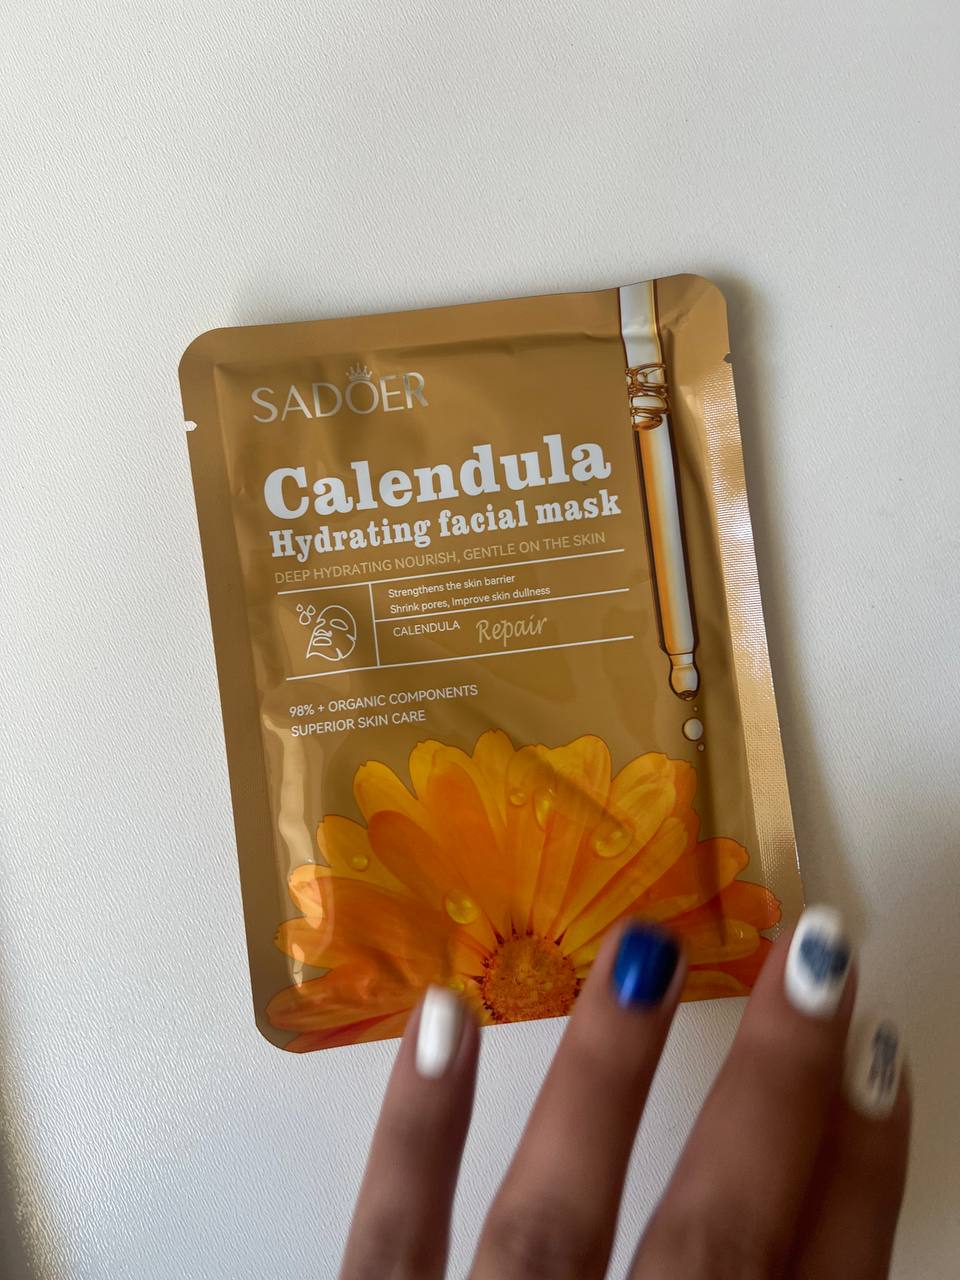 SADOER
Calendula
Hydrating facial mask
DEEP HYDRATING NOURISH, GENTLE ON THE SKIN
Strengthens the skin barrier
Shrink pores, Improve skin dullness
CALENDULA Repair
98% + ORGANIC COMPONENTS
SUPERIOR SKIN CARE